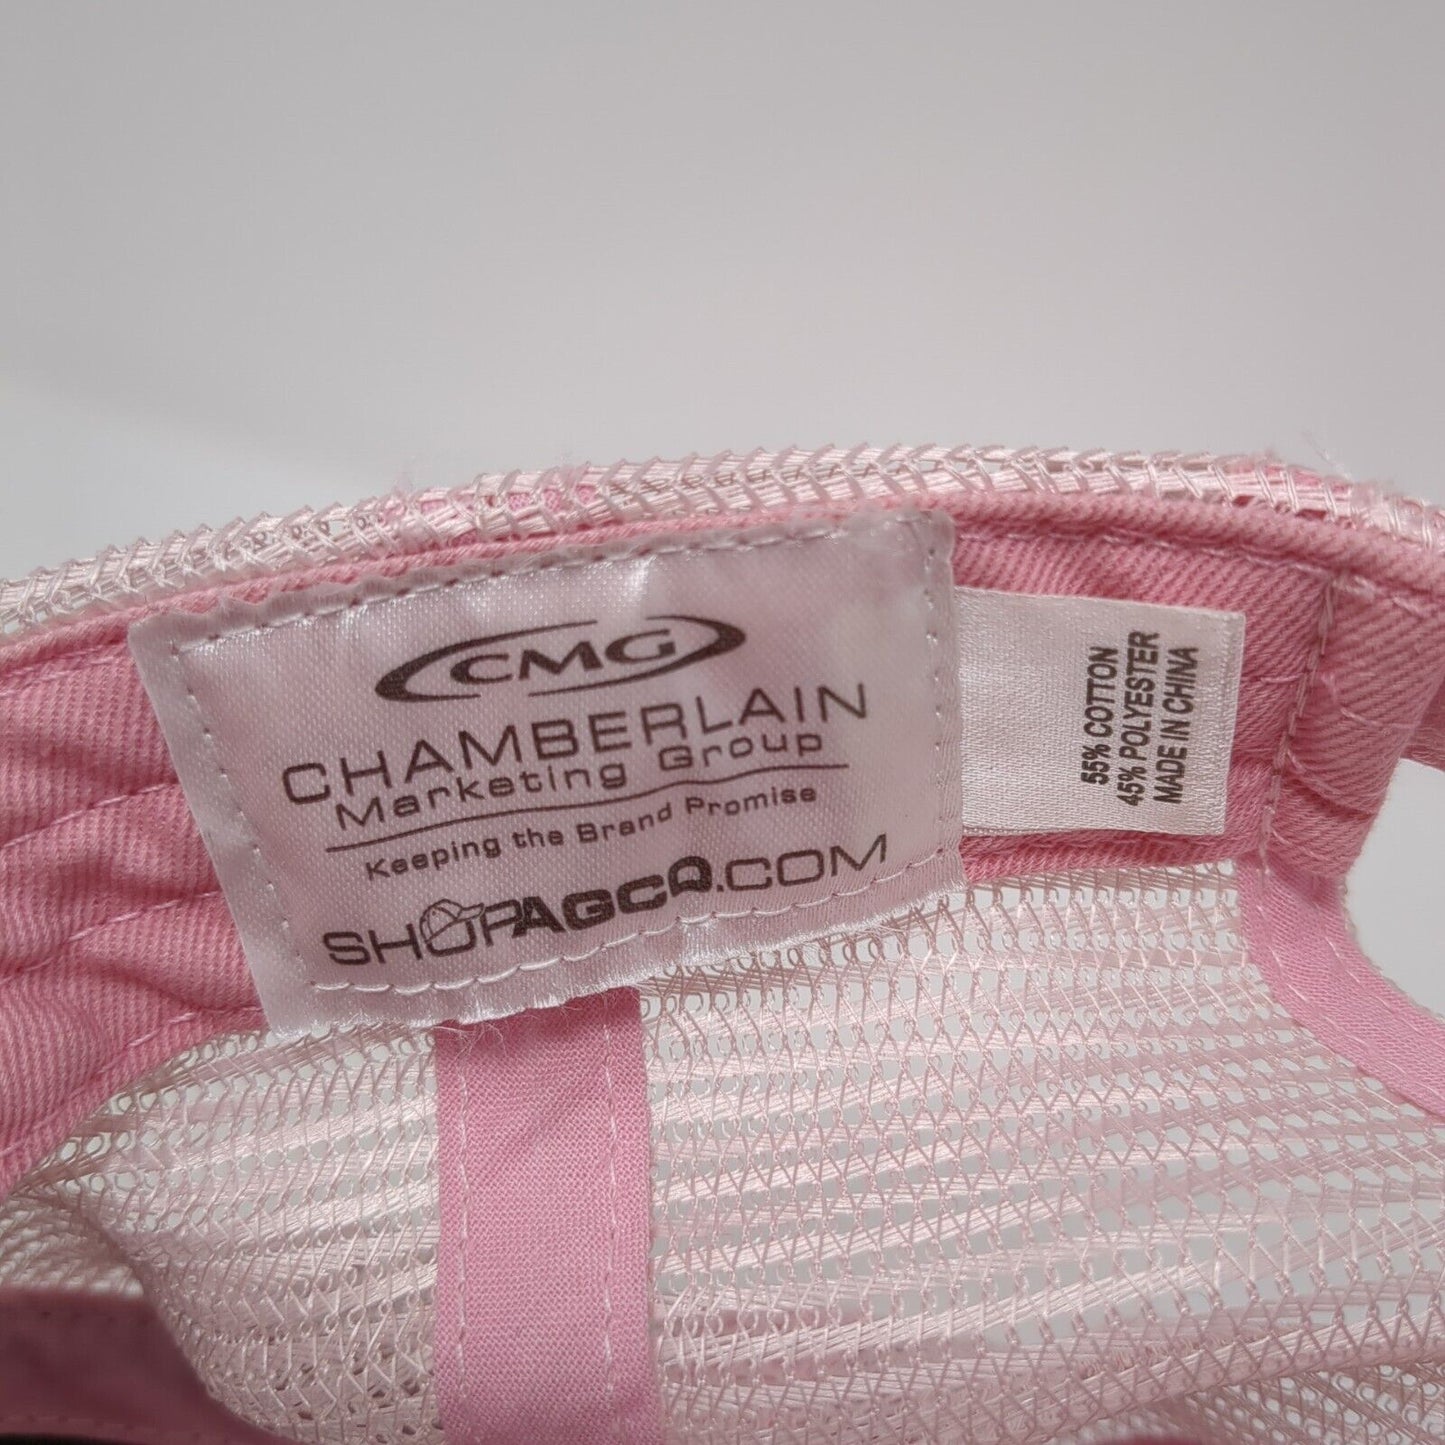 CMG
CHAMBERLAIN
Marketing Group
Keeping the Brand Promise
SHOPAGCO.COM
55% COTTON
45% POLYESTER
MADE IN CHINA